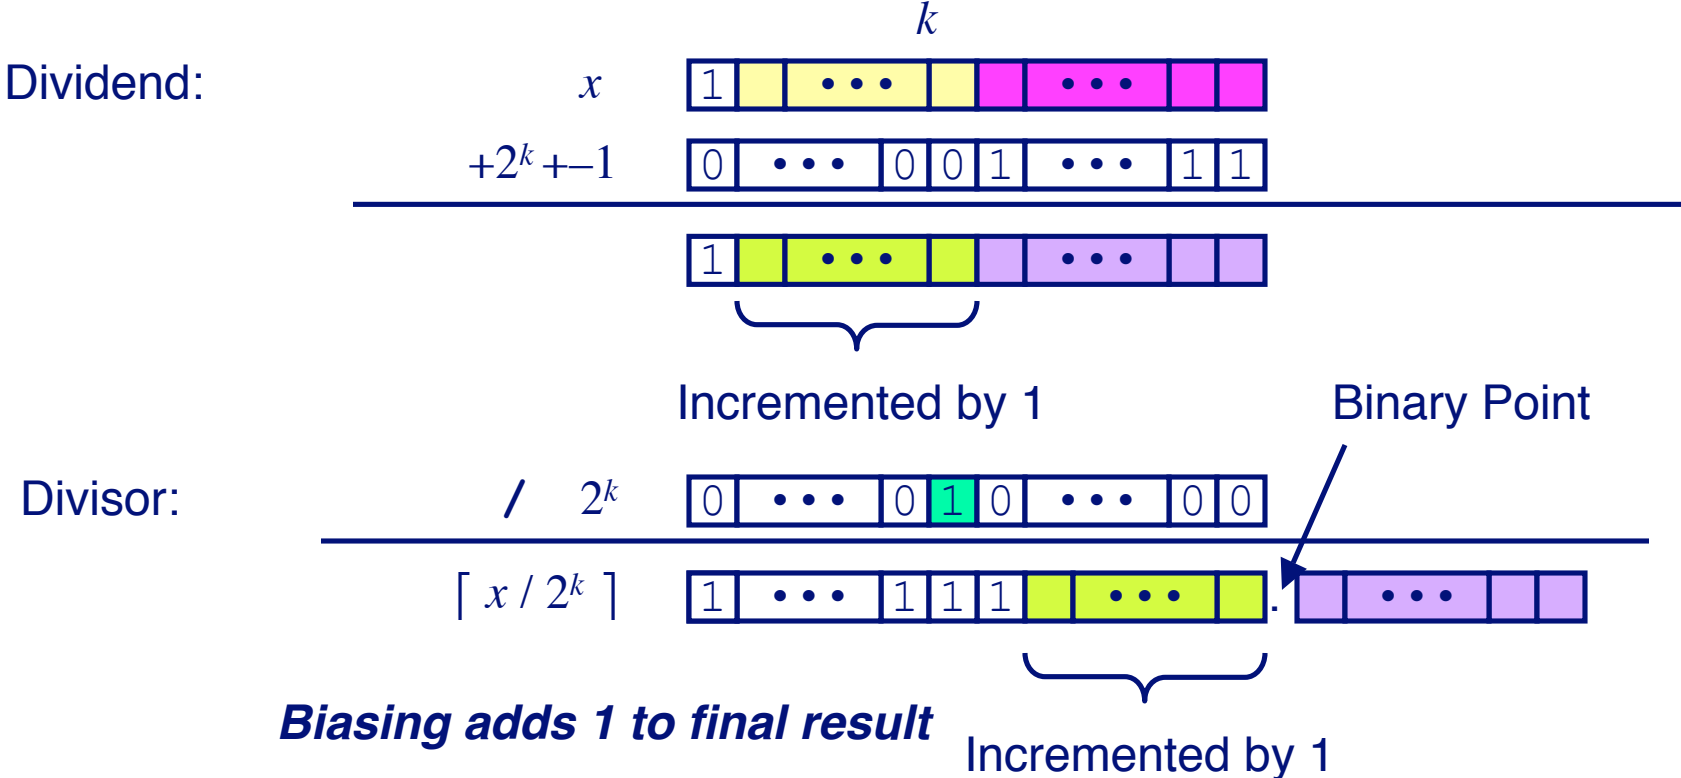 k
Dividend: x 1 ••• •••
+2^k +–1 0 ••• 0 0 1 ••• 1 1
1 ••• •••
Incremented by 1 Binary Point
Divisor: / 2^k 0 ••• 0 1 0 ••• 0 0
⌈ x / 2^k ⌉ 1 ••• 1 1 1 ••• . •••
Biasing adds 1 to final result
Incremented by 1